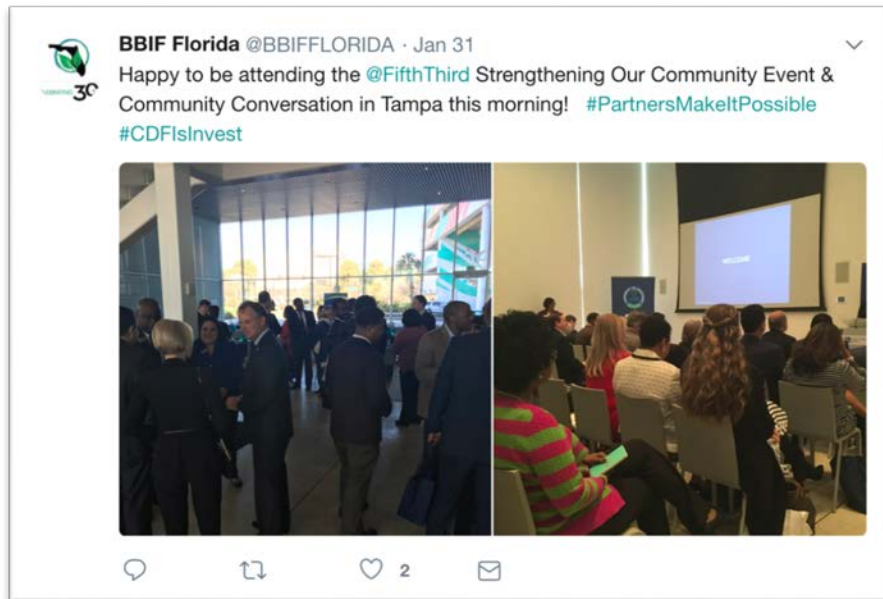 BBIF Florida @BBIFFLORIDA · Jan 31
Happy to be attending the @FifthThird Strengthening Our Community Event &
Community Conversation in Tampa this morning! #PartnersMakeItPossible
#CDFIsInvest
WELCOME
30
2